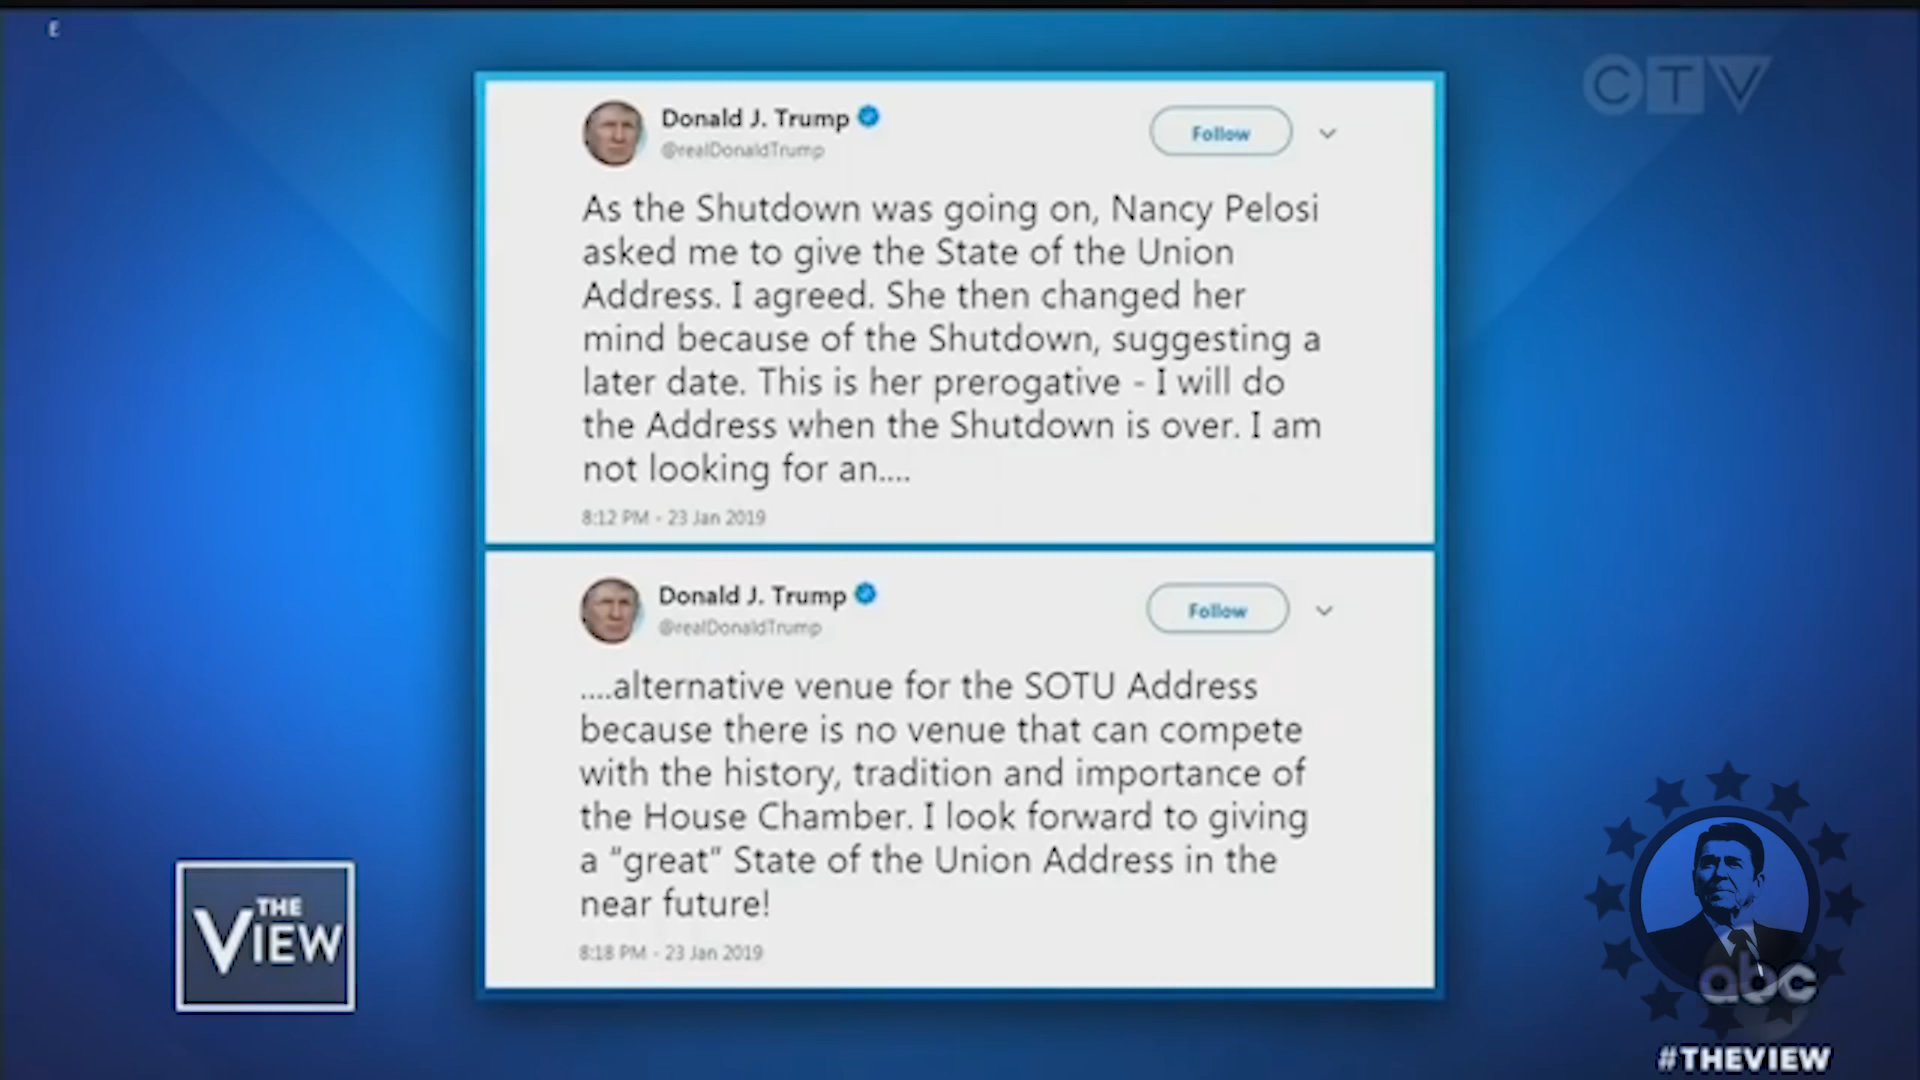 CTV
Donald J. Trump
@realDonaldTrump
Follow
As the Shutdown was going on, Nancy Pelosi
asked me to give the State of the Union
Address. I agreed. She then changed her
mind because of the Shutdown, suggesting a
later date. This is her prerogative - I will do
the Address when the Shutdown is over. I am
not looking for an....
8:12 PM - 23 Jan 2019
Donald J. Trump
@realDonaldTrump
Follow
....alternative venue for the SOTU Address
because there is no venue that can compete
with the history, tradition and importance of
the House Chamber. I look forward to giving
a "great" State of the Union Address in the
near future!
8:18 PM - 23 Jan 2019
THE
VIEW
abc
#THEVIEW